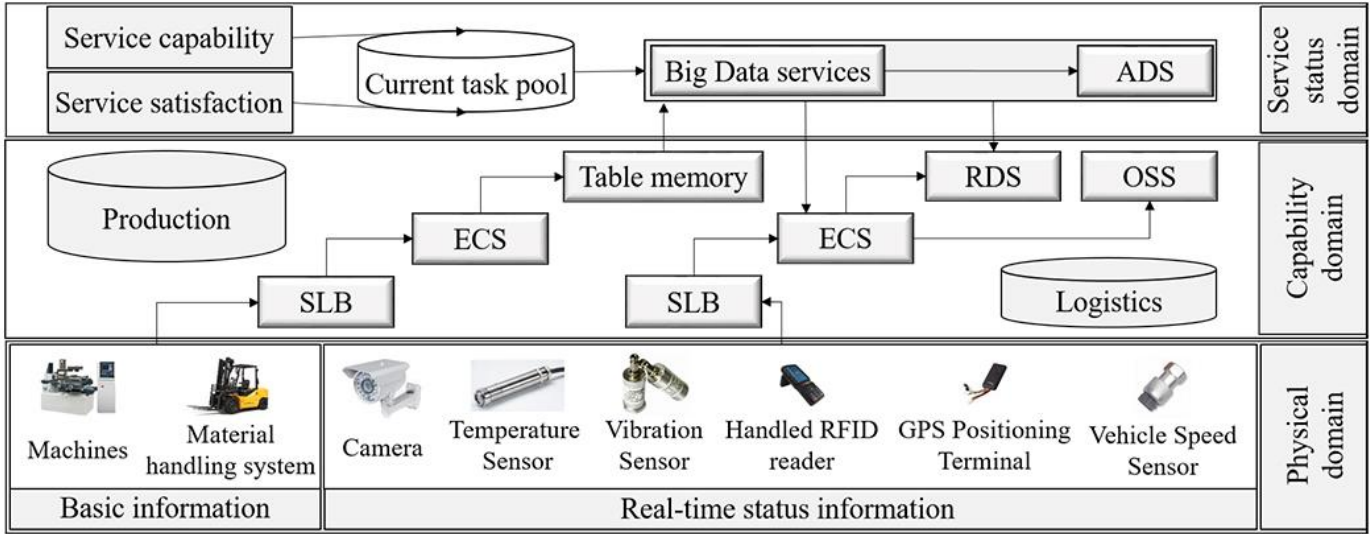 Service capability
Service satisfaction
Current task pool
Big Data services
ADS
Service
status
domain
Production
Table memory
RDS
OSS
ECS
ECS
SLB
SLB
Logistics
Capability
domain
Machines
Material
handling system
Camera
Temperature
Sensor
Vibration
Sensor
Handled RFID
reader
GPS Positioning
Terminal
Vehicle Speed
Sensor
Basic information
Real-time status information
Physical
domain